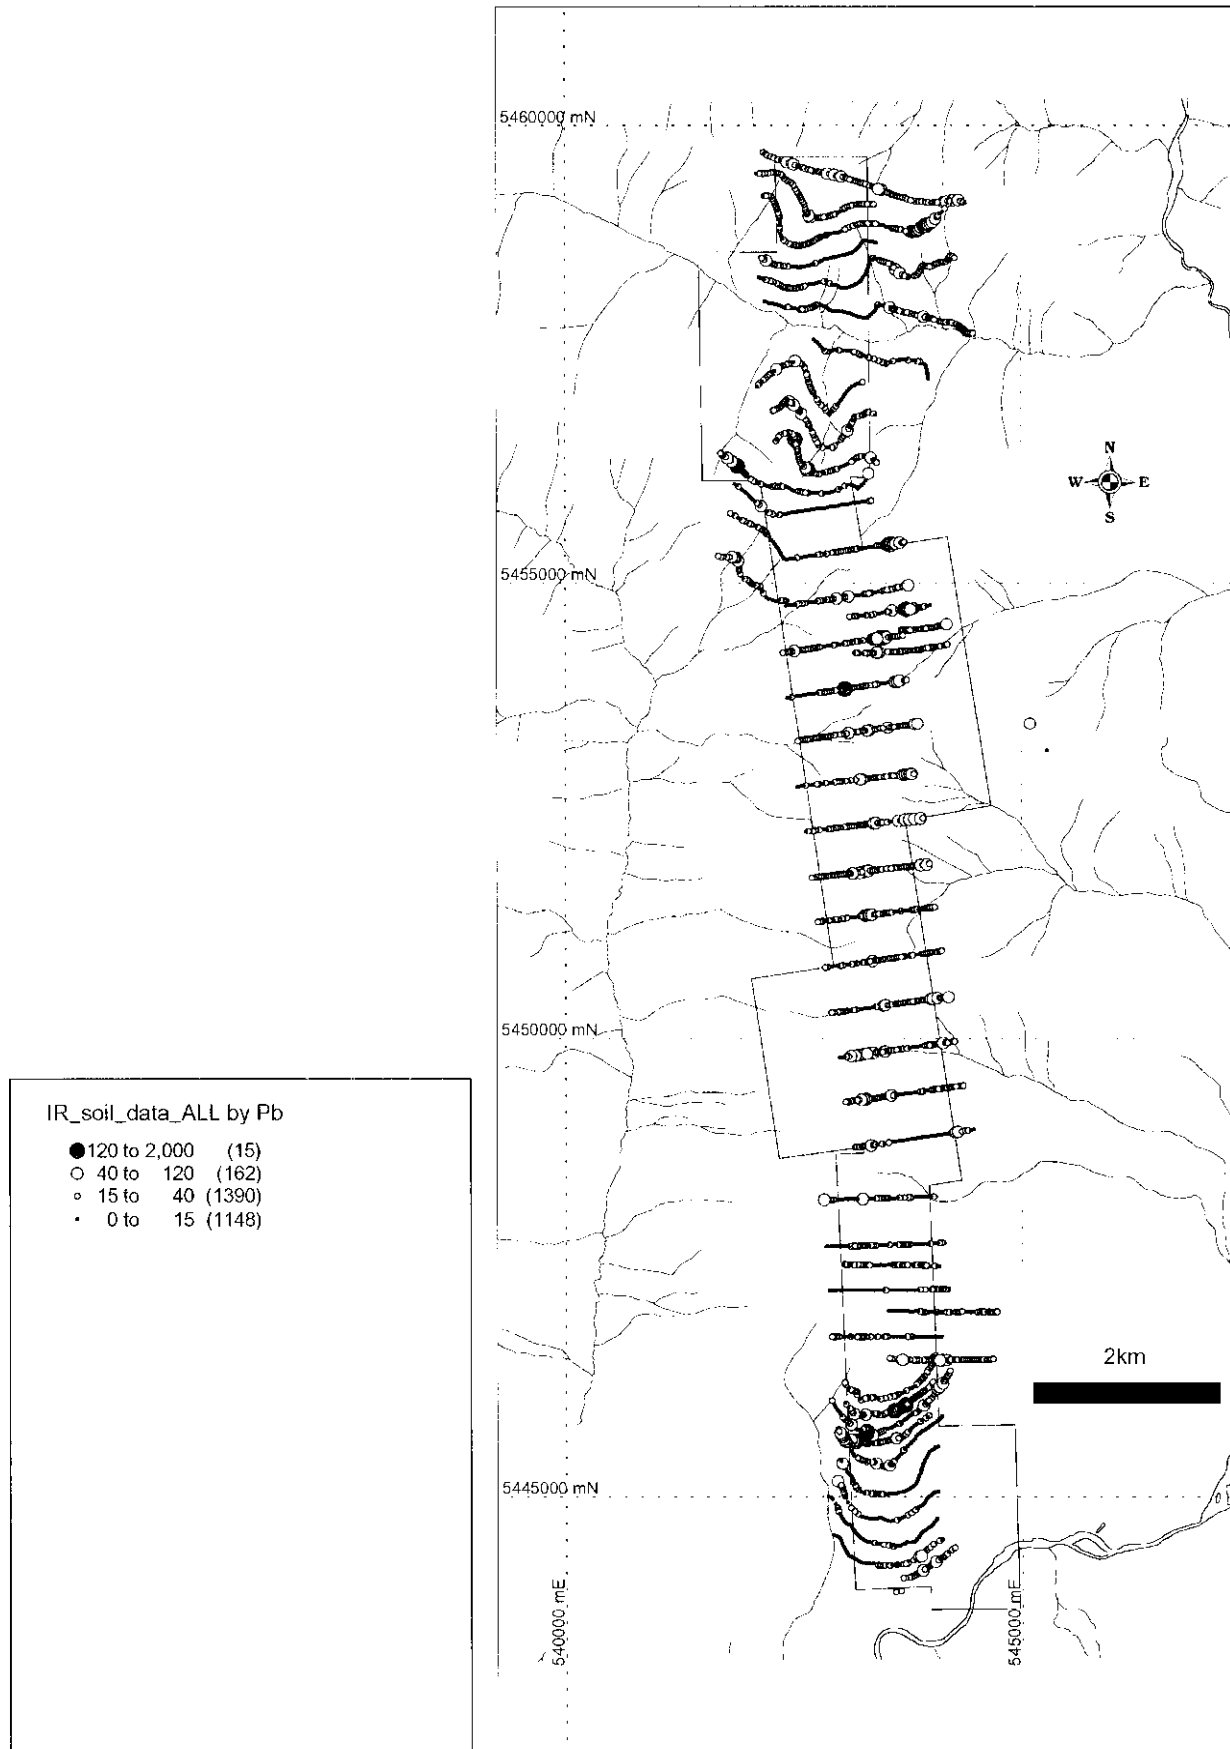 5460000 mN
N
W E
S
5455000 mN
5450000 mN
IR_soil_data_ALL by Pb
120 to 2,000 (15)
40 to 120 (162)
15 to 40 (1390)
0 to 15 (1148)
2km
5445000 mN
540000 mE
545000 mE